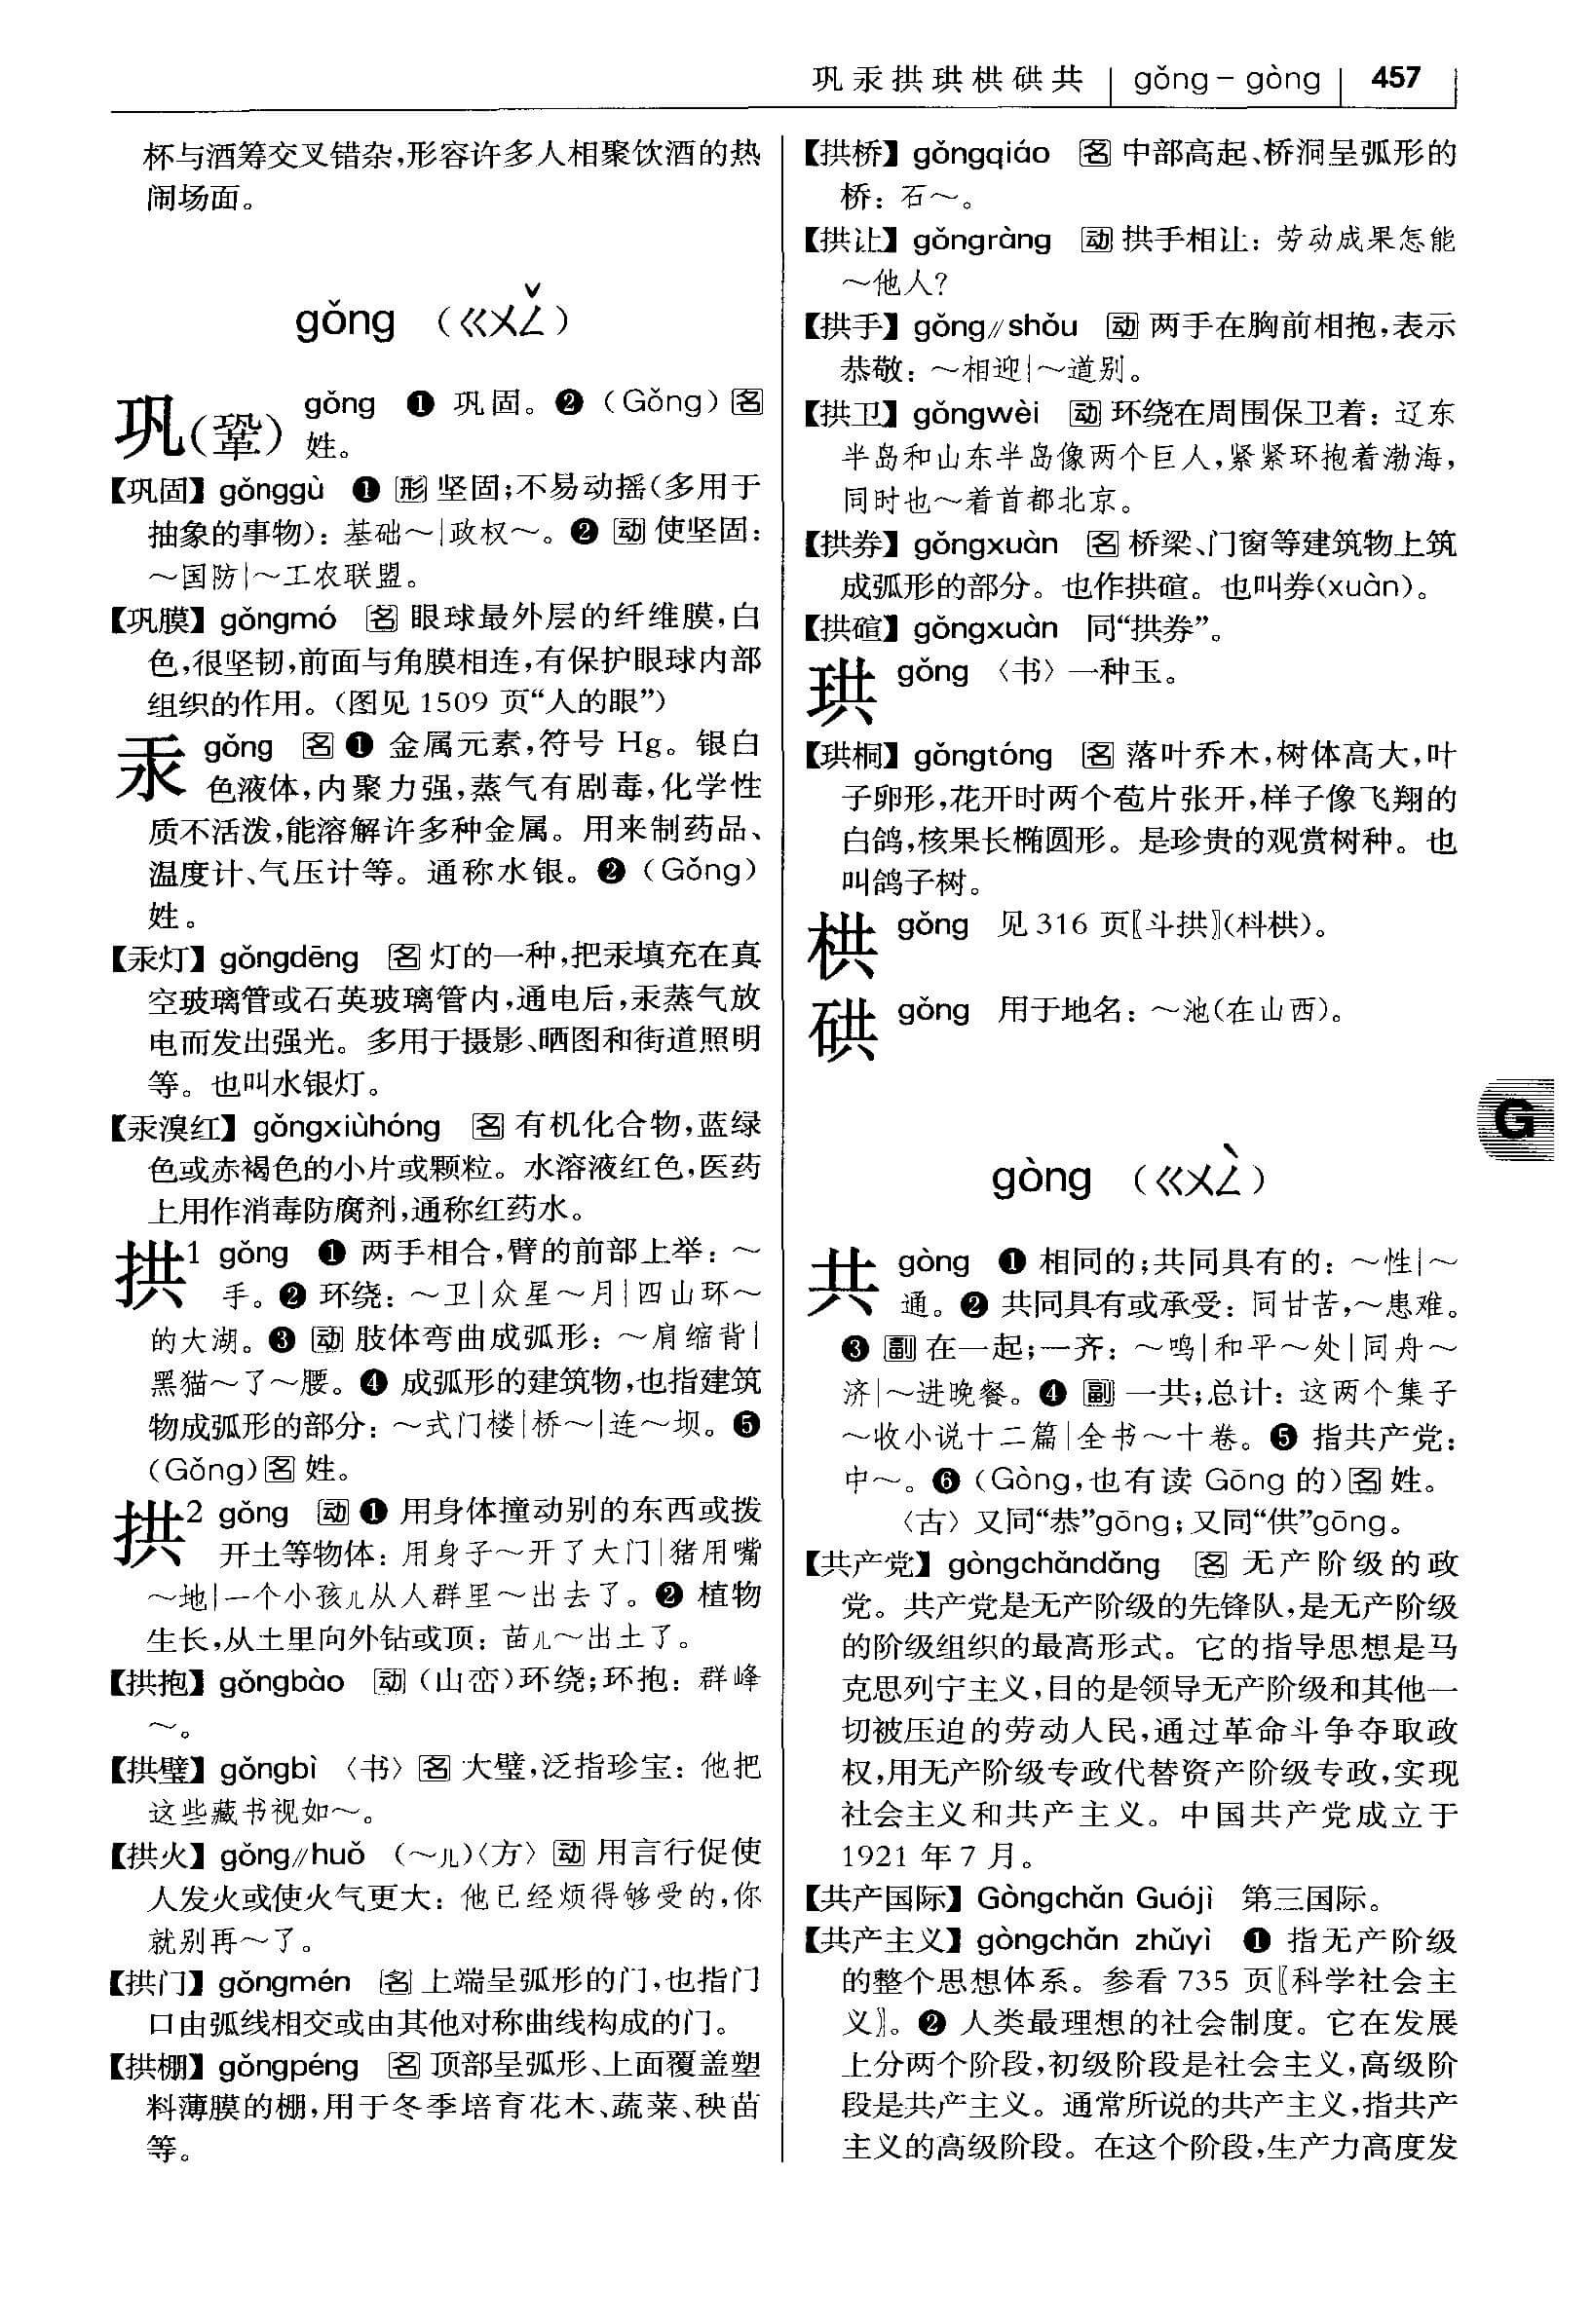 巩汞拱珙栱硔共 | gǒng – gòng | 457
杯与酒筹交叉错杂,形容许多人相聚饮酒的热
闹场面。
gǒng (ㄍㄨㄥˇ)
巩(鞏) gǒng ❶ 巩固。❷（Gǒng）[名]
姓。
【巩固】gǒnggù ❶ [形] 坚固;不易动摇(多用于
抽象的事物)：基础～|政权～。❷ [动] 使坚固：
～国防|～工农联盟。
【巩膜】gǒngmó [名] 眼球最外层的纤维膜,白
色,很坚韧,前面与角膜相连,有保护眼球内部
组织的作用。(图见 1509 页“人的眼”)
汞 gǒng [名] ❶ 金属元素,符号 Hg。银白
色液体,内聚力强,蒸气有剧毒,化学性
质不活泼,能溶解许多种金属。用来制药品、
温度计、气压计等。通称水银。❷（Gǒng）
姓。
【汞灯】gǒngdēng [名] 灯的一种,把汞填充在真
空玻璃管或石英玻璃管内,通电后,汞蒸气放
电而发出强光。多用于摄影、晒图和街道照明
等。也叫水银灯。
【汞溴红】gǒngxiùhóng [名] 有机化合物,蓝绿
色或赤褐色的小片或颗粒。水溶液红色,医药
上用作消毒防腐剂,通称红药水。
拱1 gǒng ❶ 两手相合,臂的前部上举：～
手。❷ 环绕：～卫|众星～月|四山环～
的大湖。❸ [动] 肢体弯曲成弧形：～肩缩背|
黑猫～了～腰。❹ 成弧形的建筑物,也指建筑
物成弧形的部分：～式门楼|桥～|连～坝。❺
（Gǒng）[名] 姓。
拱2 gǒng [动] ❶ 用身体撞动别的东西或拨
开土等物体：用身子～开了大门|猪用嘴
～地|一个小孩儿从人群里～出去了。❷ 植物
生长,从土里向外钻或顶：苗儿～出土了。
【拱抱】gǒngbào [动]（山峦)环绕;环抱：群峰
～。
【拱璧】gǒngbì 〈书〉[名] 大璧,泛指珍宝：他把
这些藏书视如～。
【拱火】gǒng//huǒ （～儿)〈方〉[动] 用言行促使
人发火或使火气更大：他已经烦得够受的,你
就别再～了。
【拱门】gǒngmén [名] 上端呈弧形的门,也指门
口由弧线相交或由其他对称曲线构成的门。
【拱棚】gǒngpéng [名] 顶部呈弧形、上面覆盖塑
料薄膜的棚,用于冬季培育花木、蔬菜、秧苗
等。
【拱桥】gǒngqiáo [名] 中部高起、桥洞呈弧形的
桥：石～。
【拱让】gǒngràng [动] 拱手相让：劳动成果怎能
～他人?
【拱手】gǒng//shǒu [动] 两手在胸前相抱,表示
恭敬：～相迎|～道别。
【拱卫】gǒngwèi [动] 环绕在周围保卫着：辽东
半岛和山东半岛像两个巨人,紧紧环抱着渤海,
同时也～着首都北京。
【拱券】gǒngxuàn [名] 桥梁、门窗等建筑物上筑
成弧形的部分。也作拱碹。也叫券(xuàn)。
【拱碹】gǒngxuàn 同“拱券”。
珙 gǒng 〈书〉一种玉。
【珙桐】gǒngtóng [名] 落叶乔木,树体高大,叶
子卵形,花开时两个苞片张开,样子像飞翔的
白鸽,核果长椭圆形。是珍贵的观赏树种。也
叫鸽子树。
栱 gǒng 见 316 页〖斗拱〗(枓栱)。
硔 gǒng 用于地名：～池(在山西)。
G
gòng (ㄍㄨㄥˋ)
共 gòng ❶ 相同的;共同具有的：～性|～
通。❷ 共同具有或承受：同甘苦,～患难。
❸ [副] 在一起;一齐：～鸣|和平～处|同舟～
济|～进晚餐。❹ [副] 一共;总计：这两个集子
～收小说十二篇|全书～十卷。❺ 指共产党：
中～。❻（Gòng,也有读 Gōng 的)[名] 姓。
〈古〉又同“恭”gōng;又同“供”gōng。
【共产党】gòngchǎndǎng [名] 无产阶级的政
党。共产党是无产阶级的先锋队,是无产阶级
的阶级组织的最高形式。它的指导思想是马
克思列宁主义,目的是领导无产阶级和其他一
切被压迫的劳动人民,通过革命斗争夺取政
权,用无产阶级专政代替资产阶级专政,实现
社会主义和共产主义。中国共产党成立于
1921 年 7 月。
【共产国际】Gòngchǎn Guójì 第三国际。
【共产主义】gòngchǎn zhǔyì ❶ 指无产阶级
的整个思想体系。参看 735 页〖科学社会主
义〗。❷ 人类最理想的社会制度。它在发展
上分两个阶段,初级阶段是社会主义,高级阶
段是共产主义。通常所说的共产主义,指共产
主义的高级阶段。在这个阶段,生产力高度发